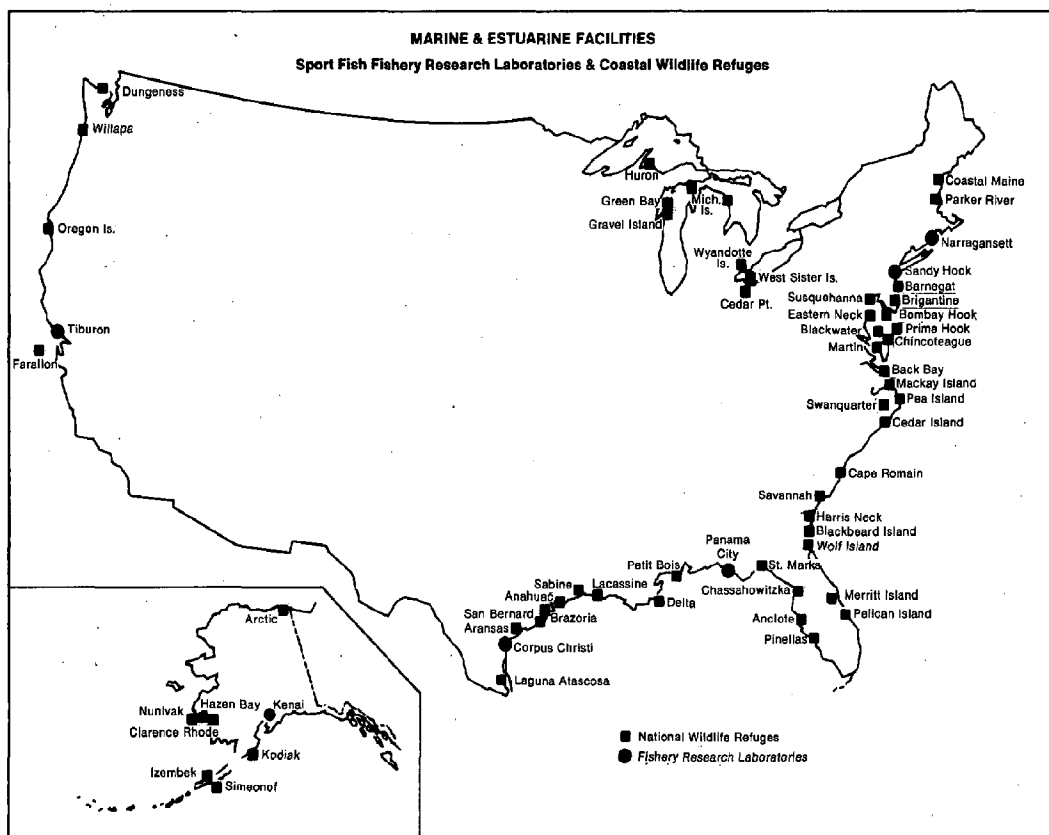 MARINE & ESTUARINE FACILITIES
Sport Fish Fishery Research Laboratories & Coastal Wildlife Refuges
Dungeness
Willapa
Oregon Is.
Tiburon
Farallon
Huron
Green Bay
Mich.
Is.
Gravel Island
Wyandotte
Is.
West Sister Is.
Cedar Pt.
Coastal Maine
Parker River
Narragansett
Sandy Hook
Barnegat
Susquehanna
Brigantine
Eastern Neck
Bombay Hook
Blackwater
Prime Hook
Chincoteague
Martin
Back Bay
Mackay Island
Pea Island
Swanquarter
Cedar Island
Cape Romain
Savannah
Harris Neck
Blackbeard Island
Wolf Island
Panama
City
St. Marks
Petit Bois
Chassahowitzka
Merritt Island
Pelican Island
Anclote
Pinellas
Sabine
Lacassine
Anahuac
Delta
San Bernard
Brazoria
Aransas
Corpus Christi
Laguna Atascosa
Arctic
Nunivak
Hazen Bay
Kenai
Clarence Rhode
Kodiak
Izembek
Simeonof
National Wildlife Refuges
Fishery Research Laboratories